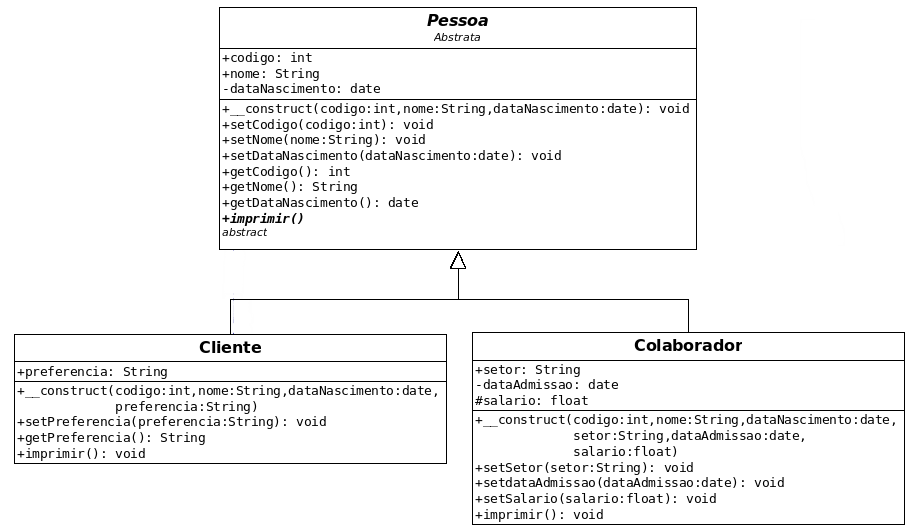 Pessoa
Abstrata
+codigo: int
+nome: String
-dataNascimento: date
+__construct(codigo:int,nome:String,dataNascimento:date): void
+setCodigo(codigo:int): void
+setNome(nome:String): void
+setDataNascimento(dataNascimento:date): void
+getCodigo(): int
+getNome(): String
+getDataNascimento(): date
+imprimir()
abstract
Cliente
+preferencia: String
+__construct(codigo:int,nome:String,dataNascimento:date,
preferencia:String)
+setPreferencia(preferencia:String): void
+getPreferencia(): String
+imprimir(): void
Colaborador
+setor: String
-dataAdmissao: date
#salario: float
+__construct(codigo:int,nome:String,dataNascimento:date,
setor:String,dataAdmissao:date,
salario:float)
+setSetor(setor:String): void
+setdataAdmissao(dataAdmissao:date): void
+setSalario(salario:float): void
+imprimir(): void